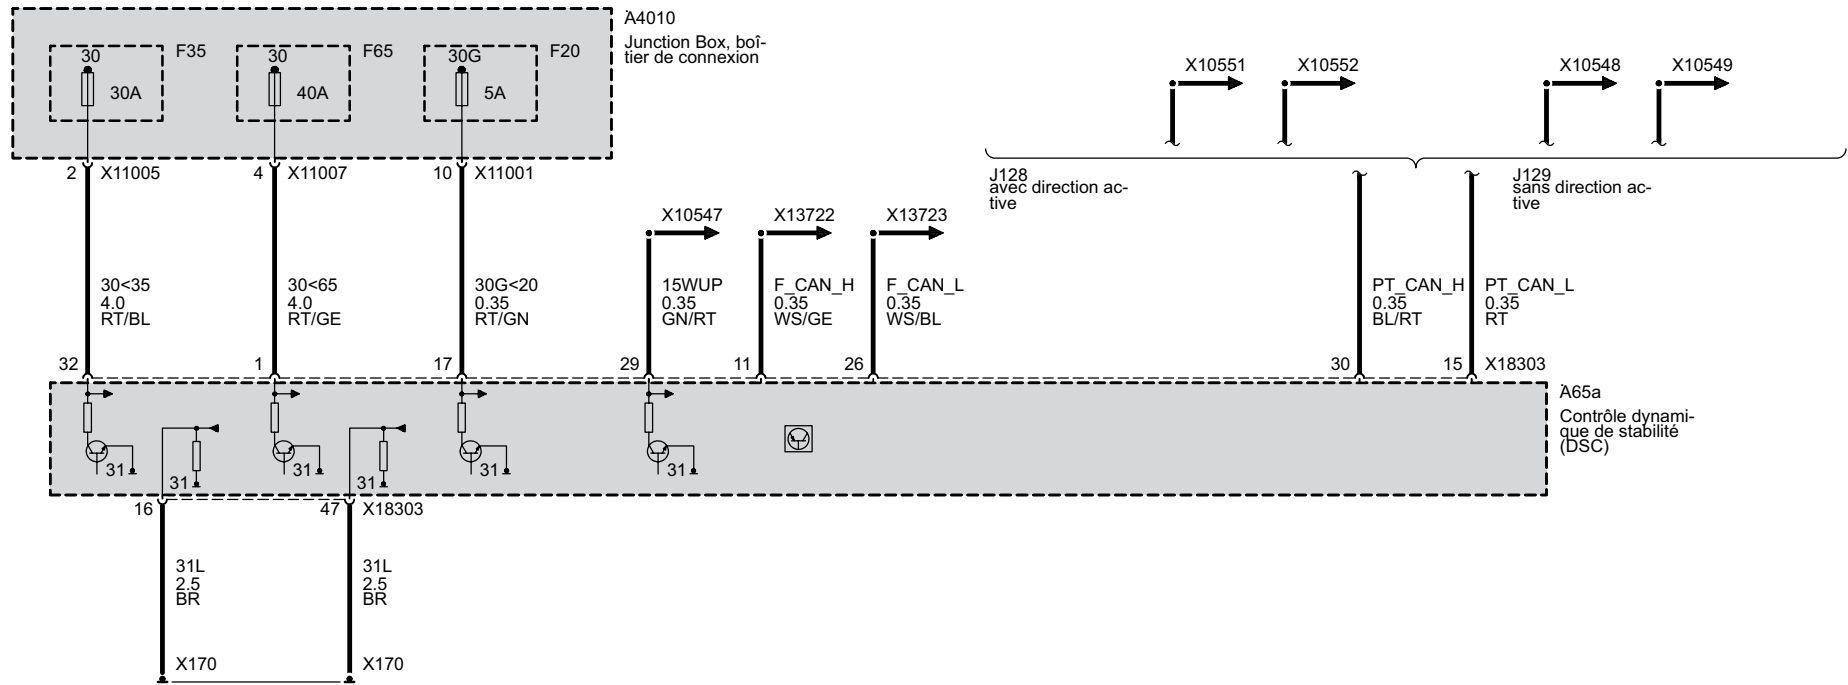 A4010
Junction Box, boî-
tier de connexion
30
F35
30A
30
F65
40A
30G
F20
5A
2
X11005
4
X11007
10
X11001
X10551
X10552
X10548
X10549
J128
avec direction ac-
tive
J129
sans direction ac-
tive
X10547
X13722
X13723
30<35
4.0
RT/BL
30<65
4.0
RT/GE
30G<20
0.35
RT/GN
15WUP
0.35
GN/RT
F_CAN_H
0.35
WS/GE
F_CAN_L
0.35
WS/BL
PT_CAN_H
0.35
BL/RT
PT_CAN_L
0.35
RT
32
1
17
29
11
26
30
15
X18303
A65a
Contrôle dynami-
que de stabilité
(DSC)
31
31
31
31
31
31
16
47
X18303
31L
2.5
BR
31L
2.5
BR
X170
X170